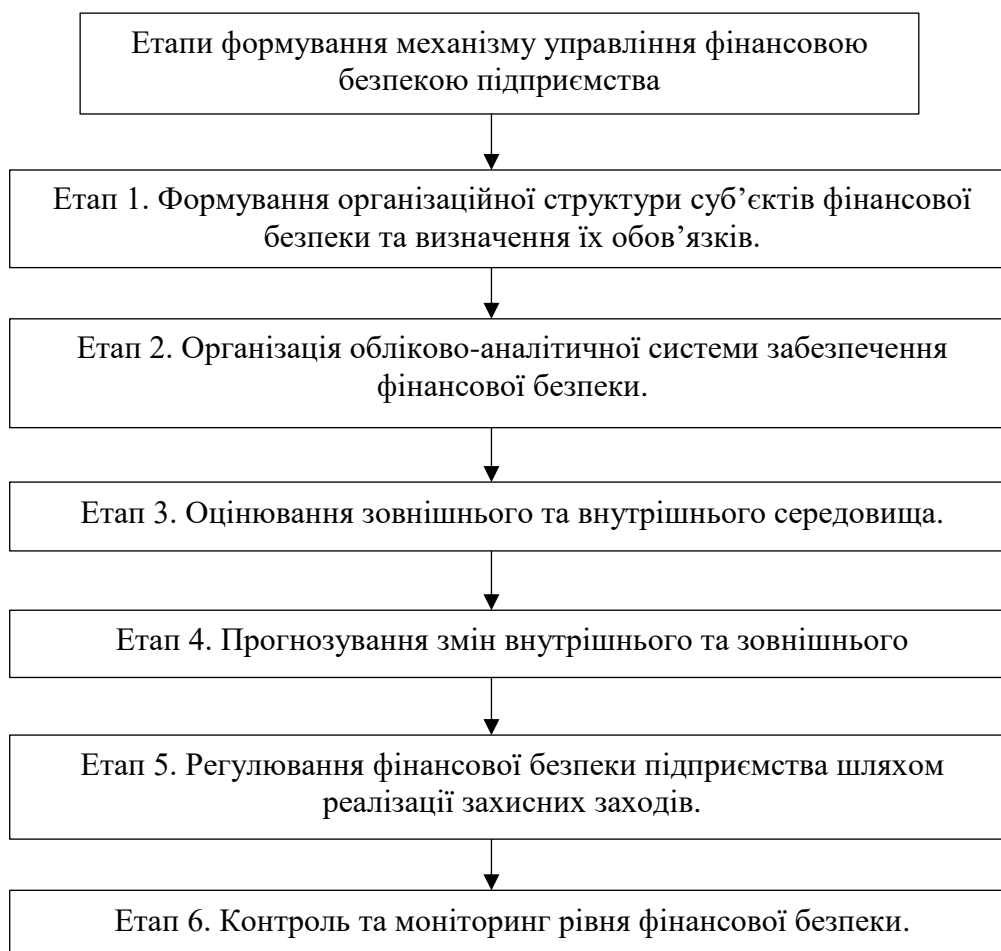 Етапи формування механізму управління фінансовою
безпекою підприємства
Етап 1. Формування організаційної структури суб’єктів фінансової
безпеки та визначення їх обов’язків.
Етап 2. Організація обліково-аналітичної системи забезпечення
фінансової безпеки.
Етап 3. Оцінювання зовнішнього та внутрішнього середовища.
Етап 4. Прогнозування змін внутрішнього та зовнішнього
Етап 5. Регулювання фінансової безпеки підприємства шляхом
реалізації захисних заходів.
Етап 6. Контроль та моніторинг рівня фінансової безпеки.